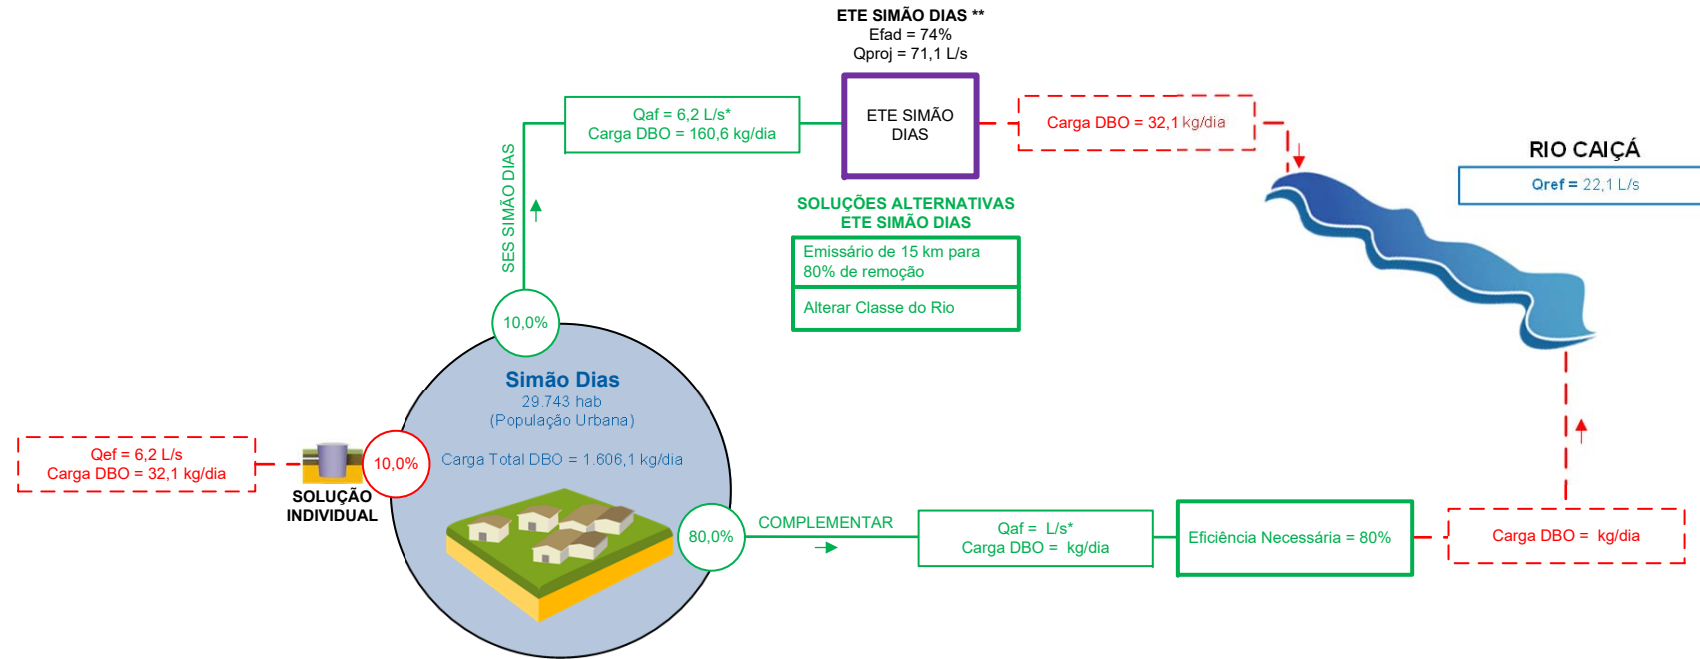 ETE SIMÃO DIAS **
Efad = 74%
Qproj = 71,1 L/s
Qaf = 6,2 L/s*
Carga DBO = 160,6 kg/dia
ETE SIMÃO
DIAS
Carga DBO = 32,1 kg/dia
RIO CAIÇÁ
Qref = 22,1 L/s
SES SIMÃO DIAS
SOLUÇÕES ALTERNATIVAS
ETE SIMÃO DIAS
Emissário de 15 km para
80% de remoção
Alterar Classe do Rio
10,0%
Simão Dias
29.743 hab
(População Urbana)
Carga Total DBO = 1.606,1 kg/dia
Qef = 6,2 L/s
Carga DBO = 32,1 kg/dia
SOLUÇÃO
INDIVIDUAL
10,0%
80,0%
COMPLEMENTAR
Qaf = L/s*
Carga DBO = kg/dia
Eficiência Necessária = 80%
Carga DBO = kg/dia